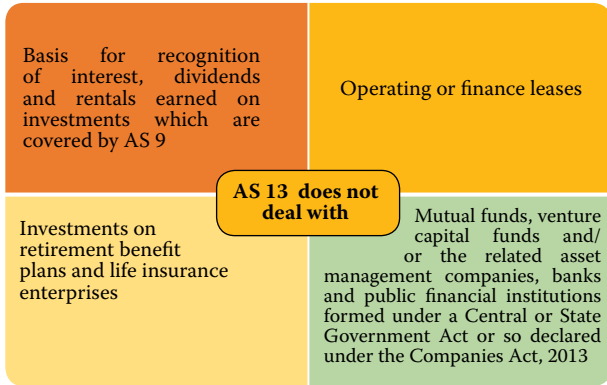 Basis for recognition
of interest, dividends
and rentals earned on
investments which are
covered by AS 9
Operating or finance leases
AS 13 does not
deal with
Investments on
retirement benefit
plans and life insurance
enterprises
Mutual funds, venture
capital funds and/
or the related asset
management companies, banks
and public financial institutions
formed under a Central or State
Government Act or so declared
under the Companies Act, 2013